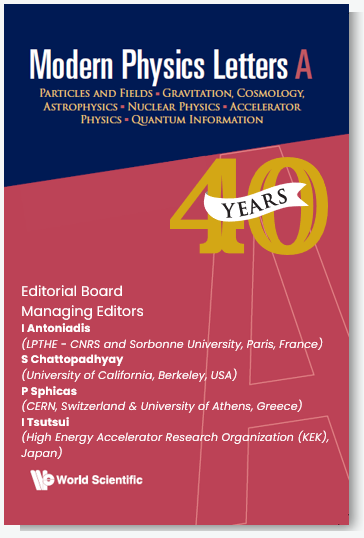 Modern Physics Letters A
PARTICLES AND FIELDS ▪ GRAVITATION, COSMOLOGY,
ASTROPHYSICS ▪ NUCLEAR PHYSICS ▪ ACCELERATOR
PHYSICS ▪ QUANTUM INFORMATION
40
YEARS
Editorial Board
Managing Editors
I Antoniadis
(LPTHE - CNRS and Sorbonne University, Paris, France)
S Chattopadhyay
(University of California, Berkeley, USA)
P Sphicas
(CERN, Switzerland & University of Athens, Greece)
I Tsutsui
(High Energy Accelerator Research Organization (KEK),
Japan)
World Scientific